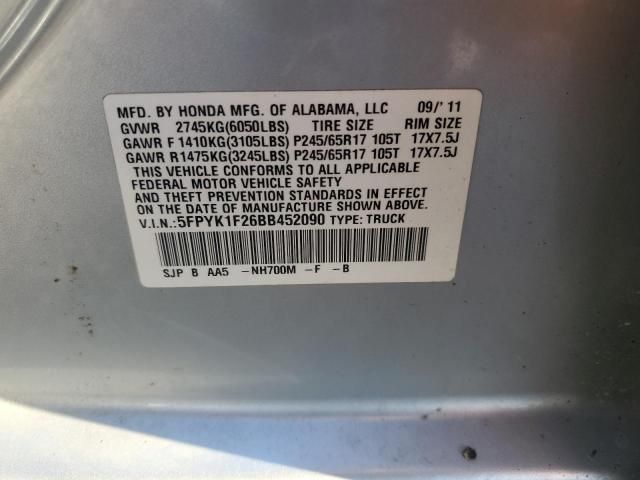 MFD. BY HONDA MFG. OF ALABAMA, LLC 09/'11
GVWR 2745KG(6050LBS) TIRE SIZE RIM SIZE
GAWR F 1410KG(3105LBS) P245/65R17 105T 17X7.5J
GAWR R1475KG(3245LBS) P245/65R17 105T 17X7.5J
THIS VEHICLE CONFORMS TO ALL APPLICABLE
FEDERAL MOTOR VEHICLE SAFETY
AND THEFT PREVENTION STANDARDS IN EFFECT
ON THE DATE OF MANUFACTURE SHOWN ABOVE.
V.I.N.:5FPYK1F26BB452090 TYPE: TRUCK
SJP B AA5 -NH700M -F -B